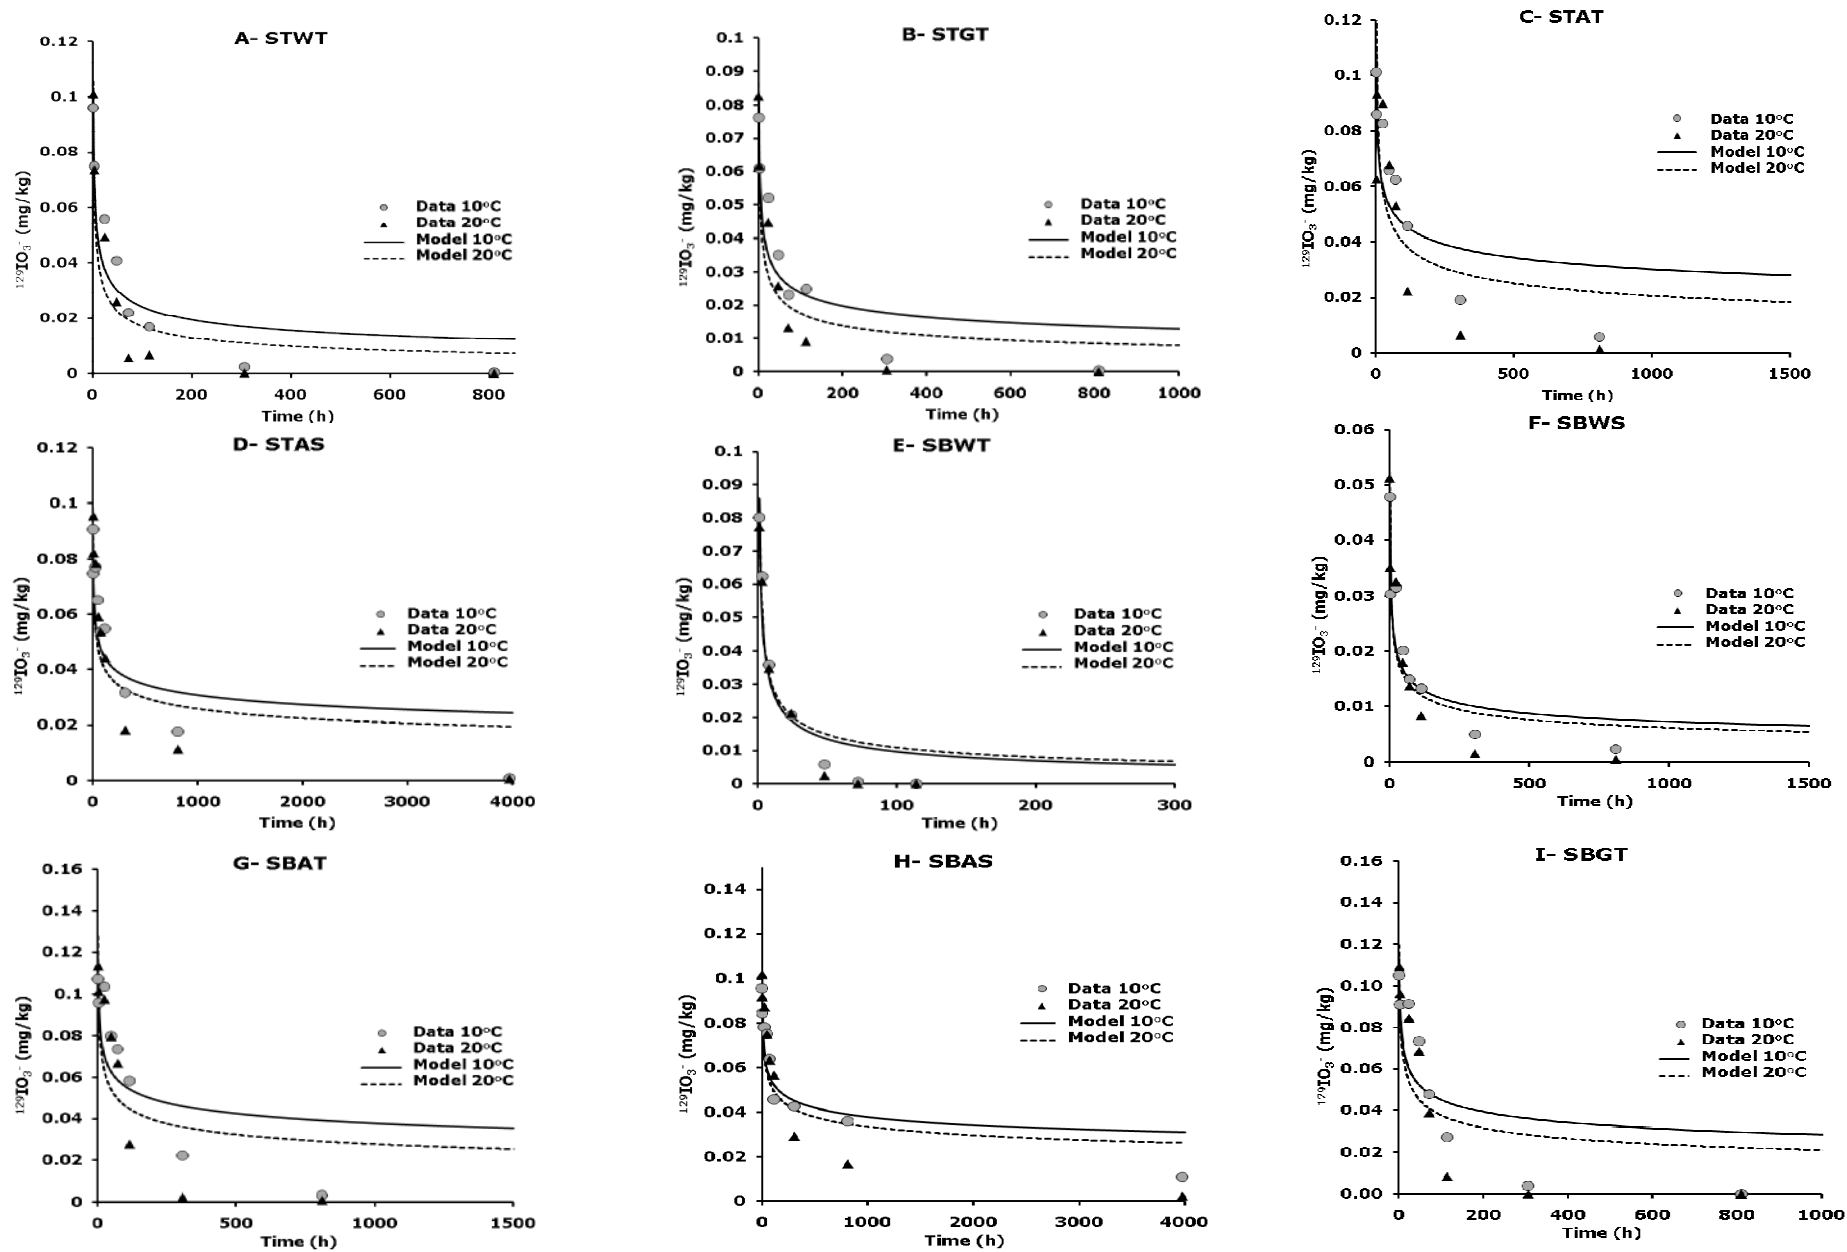 A- STWT
0.12
0.1
0.08
0.06
0.04
0.02
0
¹²⁹IO₃⁻ (mg/kg)
Data 10°C
Data 20°C
Model 10°C
Model 20°C
0 200 400 600 800
Time (h)
B- STGT
0.1
0.09
0.08
0.07
0.06
0.05
0.04
0.03
0.02
0.01
0
¹²⁹IO₃⁻ (mg/kg)
Data 10°C
Data 20°C
Model 10°C
Model 20°C
0 200 400 600 800 1000
Time (h)
C- STAT
0.12
0.1
0.08
0.06
0.04
0.02
0
¹²⁹IO₃⁻ (mg/kg)
Data 10°C
Data 20°C
Model 10°C
Model 20°C
0 500 1000 1500
Time (h)
D- STAS
0.12
0.1
0.08
0.06
0.04
0.02
0
¹²⁹IO₃⁻ (mg/kg)
Data 10°C
Data 20°C
Model 10°C
Model 20°C
0 1000 2000 3000 4000
Time (h)
E- SBWT
0.1
0.09
0.08
0.07
0.06
0.05
0.04
0.03
0.02
0.01
0
¹²⁹IO₃⁻ (mg/kg)
Data 10°C
Data 20°C
Model 10°C
Model 20°C
0 100 200 300
Time (h)
F- SBWS
0.06
0.05
0.04
0.03
0.02
0.01
0
¹²⁹IO₃⁻ (mg/kg)
Data 10°C
Data 20°C
Model 10°C
Model 20°C
0 500 1000 1500
Time (h)
G- SBAT
0.16
0.14
0.12
0.1
0.08
0.06
0.04
0.02
0
¹²⁹IO₃⁻ (mg/kg)
Data 10°C
Data 20°C
Model 10°C
Model 20°C
0 500 1000 1500
Time (h)
H- SBAS
0.14
0.12
0.1
0.08
0.06
0.04
0.02
0
¹²⁹IO₃⁻ (mg/kg)
Data 10°C
Data 20°C
Model 10°C
Model 20°C
0 1000 2000 3000 4000
Time (h)
I- SBGT
0.16
0.14
0.12
0.10
0.08
0.06
0.04
0.02
0.00
¹²⁹IO₃⁻ (mg/kg)
Data 10°C
Data 20°C
Model 10°C
Model 20°C
0 200 400 600 800 1000
Time (h)